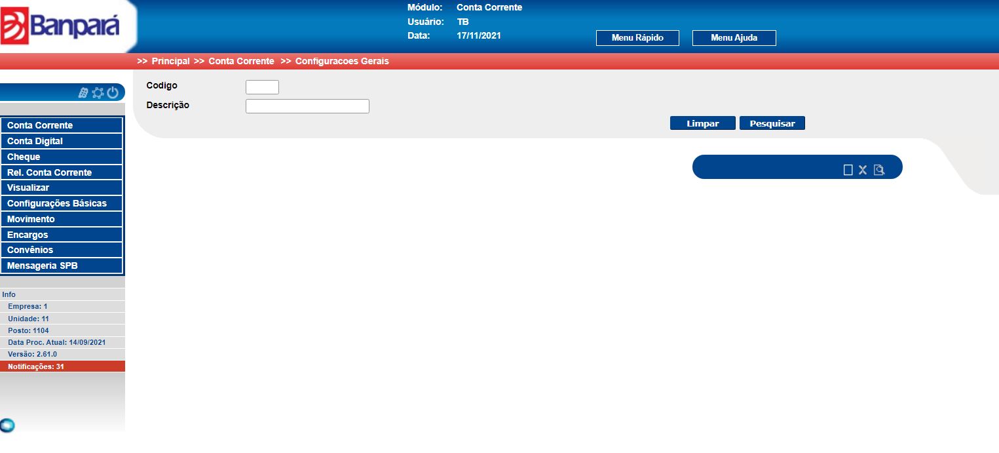 Banpará
Módulo: Conta Corrente
Usuário: TB
Data: 17/11/2021
Menu Rápido Menu Ajuda
>> Principal >> Conta Corrente >> Configuracoes Gerais
Codigo
Descrição
Limpar Pesquisar
Conta Corrente
Conta Digital
Cheque
Rel. Conta Corrente
Visualizar
Configurações Básicas
Movimento
Encargos
Convênios
Mensageria SPB
Info
Empresa: 1
Unidade: 11
Posto: 1104
Data Proc. Atual: 14/09/2021
Versão: 2.61.0
Notificações: 31